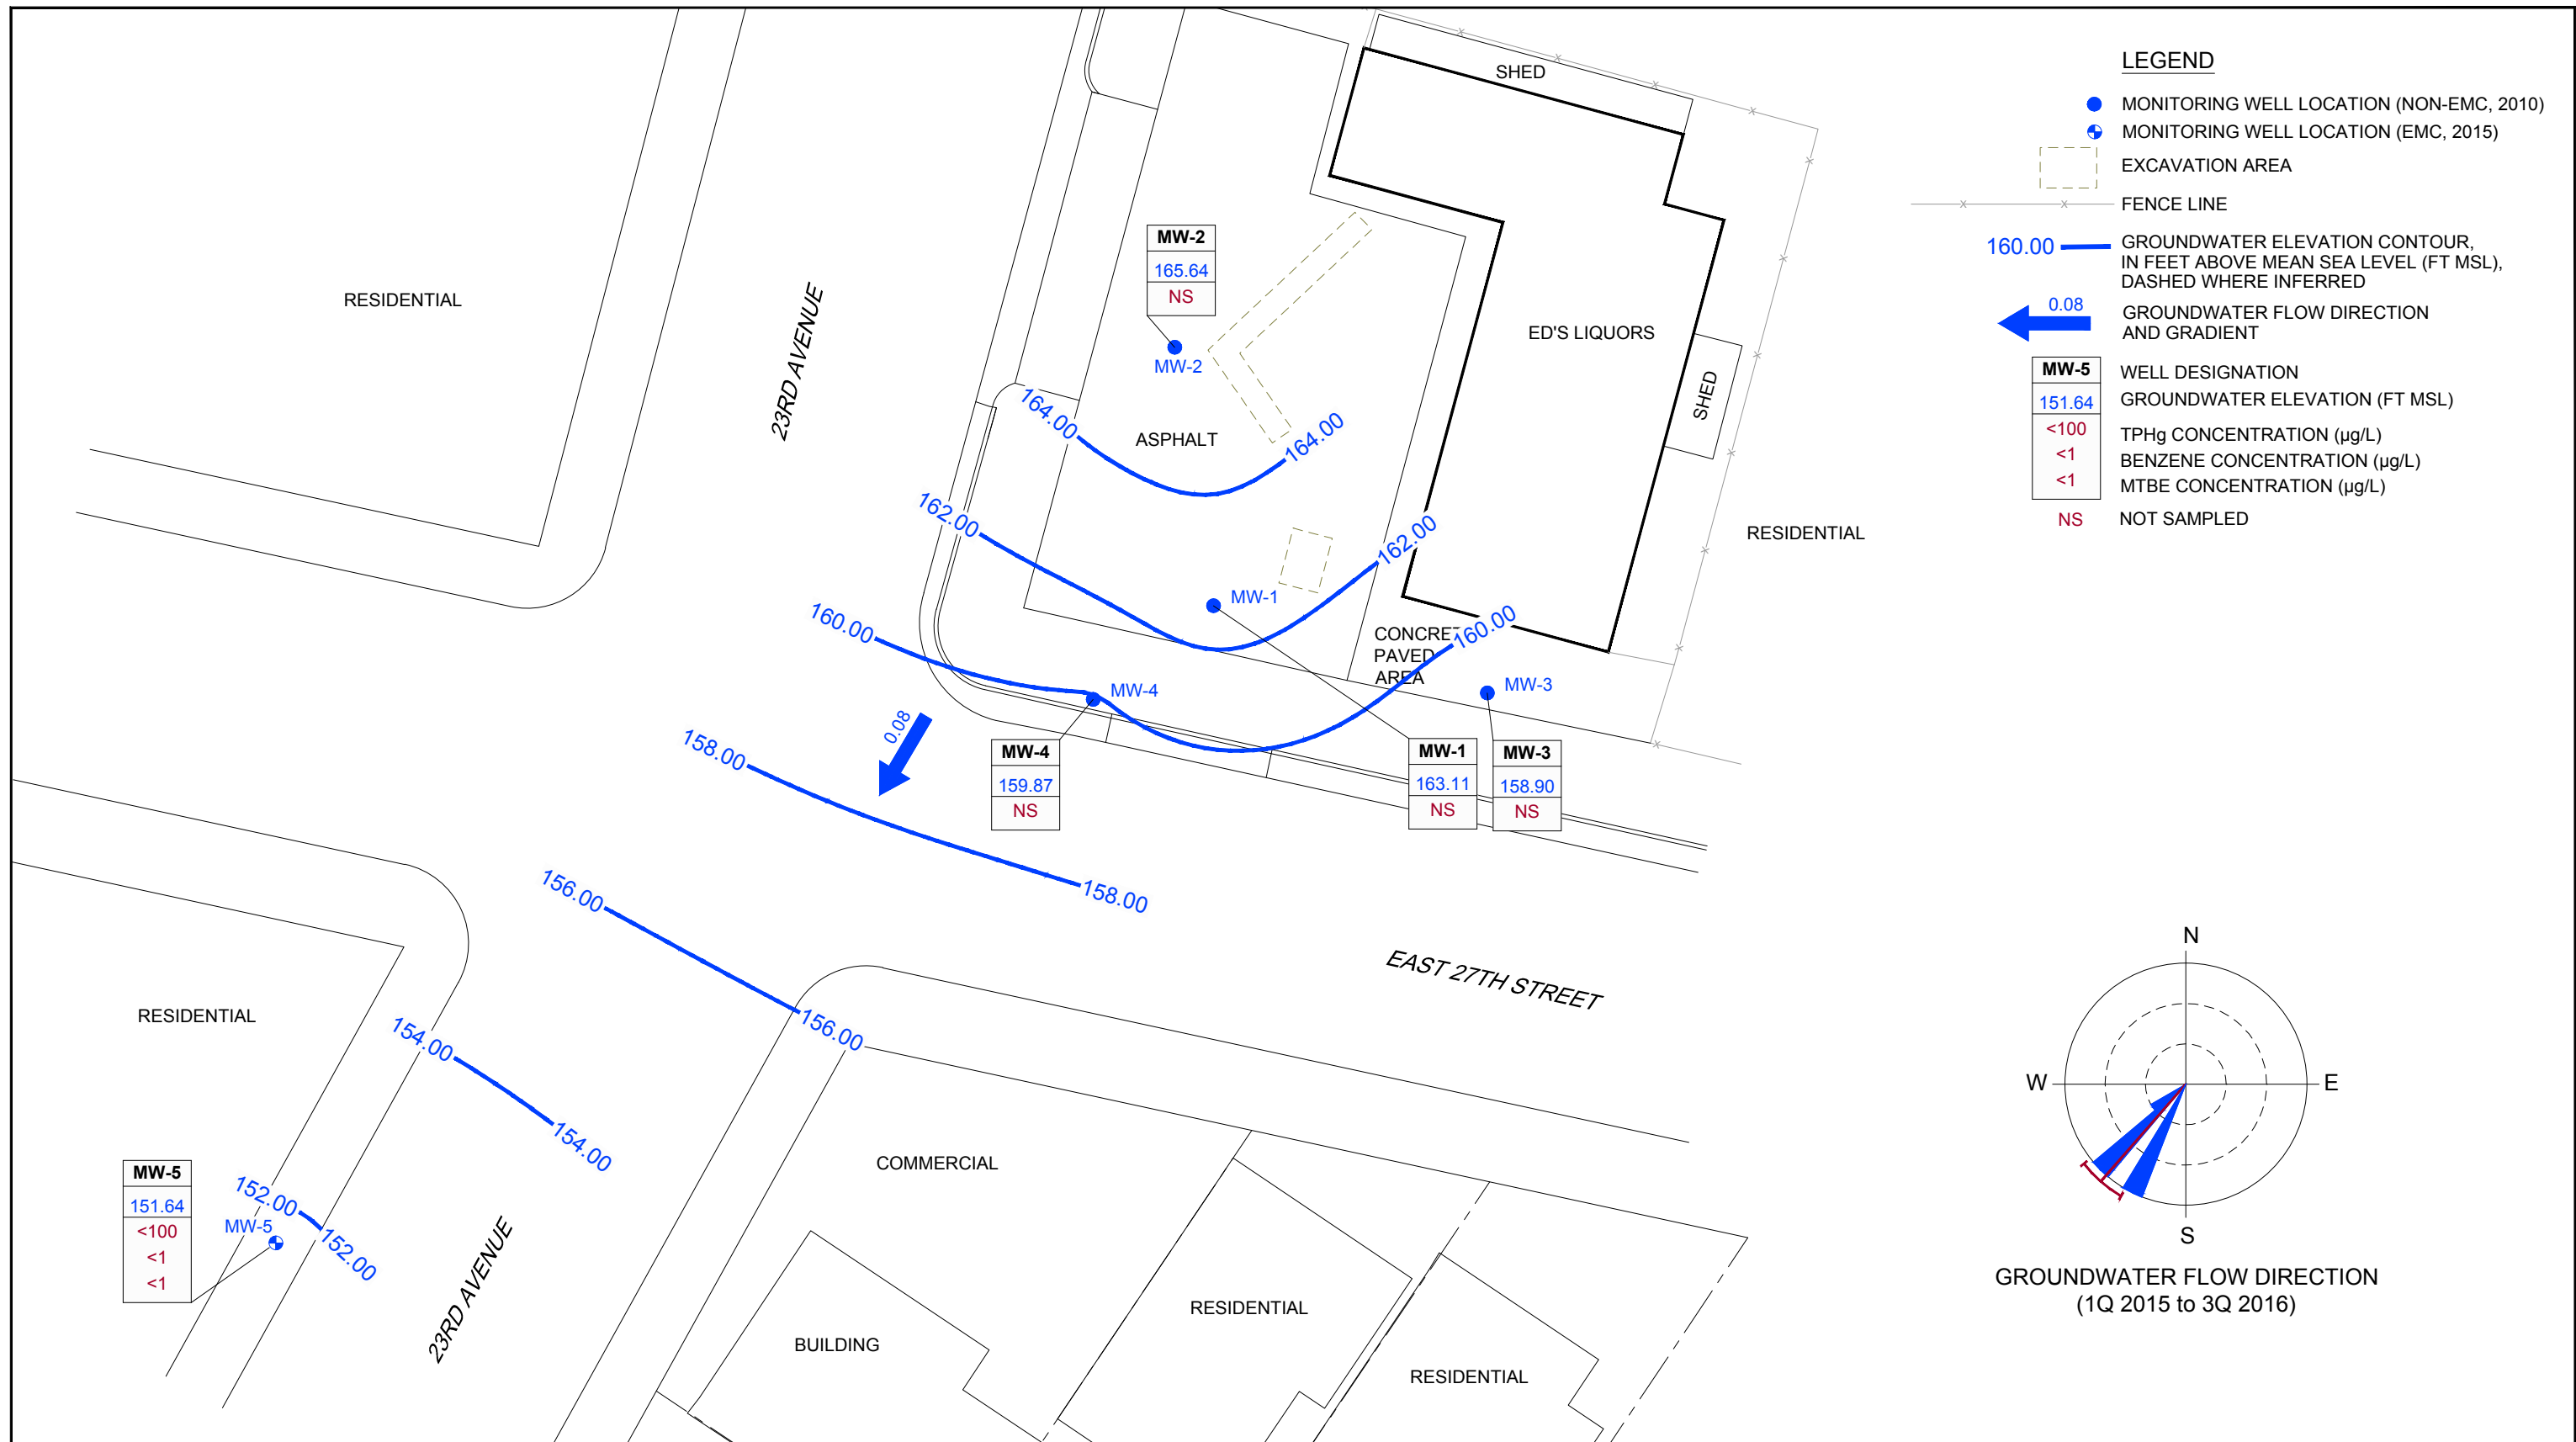 SHED
MW-2
165.64
NS
MW-2
RESIDENTIAL
23RD AVENUE
ED'S LIQUORS
SHED
ASPHALT
164.00
164.00
162.00
162.00
RESIDENTIAL
MW-1
160.00
160.00
CONCRE
PAVED
AREA
MW-4
MW-3
0.08
158.00
158.00
MW-4
159.87
NS
MW-1
163.11
NS
MW-3
158.90
NS
156.00
156.00
EAST 27TH STREET
RESIDENTIAL
154.00
154.00
MW-5
151.64
<100
<1
<1
152.00
152.00
MW-5
23RD AVENUE
COMMERCIAL
BUILDING
RESIDENTIAL
RESIDENTIAL
LEGEND
MONITORING WELL LOCATION (NON-EMC, 2010)
MONITORING WELL LOCATION (EMC, 2015)
EXCAVATION AREA
FENCE LINE
160.00 GROUNDWATER ELEVATION CONTOUR,
IN FEET ABOVE MEAN SEA LEVEL (FT MSL),
DASHED WHERE INFERRED
0.08 GROUNDWATER FLOW DIRECTION
AND GRADIENT
MW-5 WELL DESIGNATION
151.64 GROUNDWATER ELEVATION (FT MSL)
<100 TPHg CONCENTRATION (µg/L)
<1 BENZENE CONCENTRATION (µg/L)
<1 MTBE CONCENTRATION (µg/L)
NS NOT SAMPLED
N
W E
S
GROUNDWATER FLOW DIRECTION
(1Q 2015 to 3Q 2016)